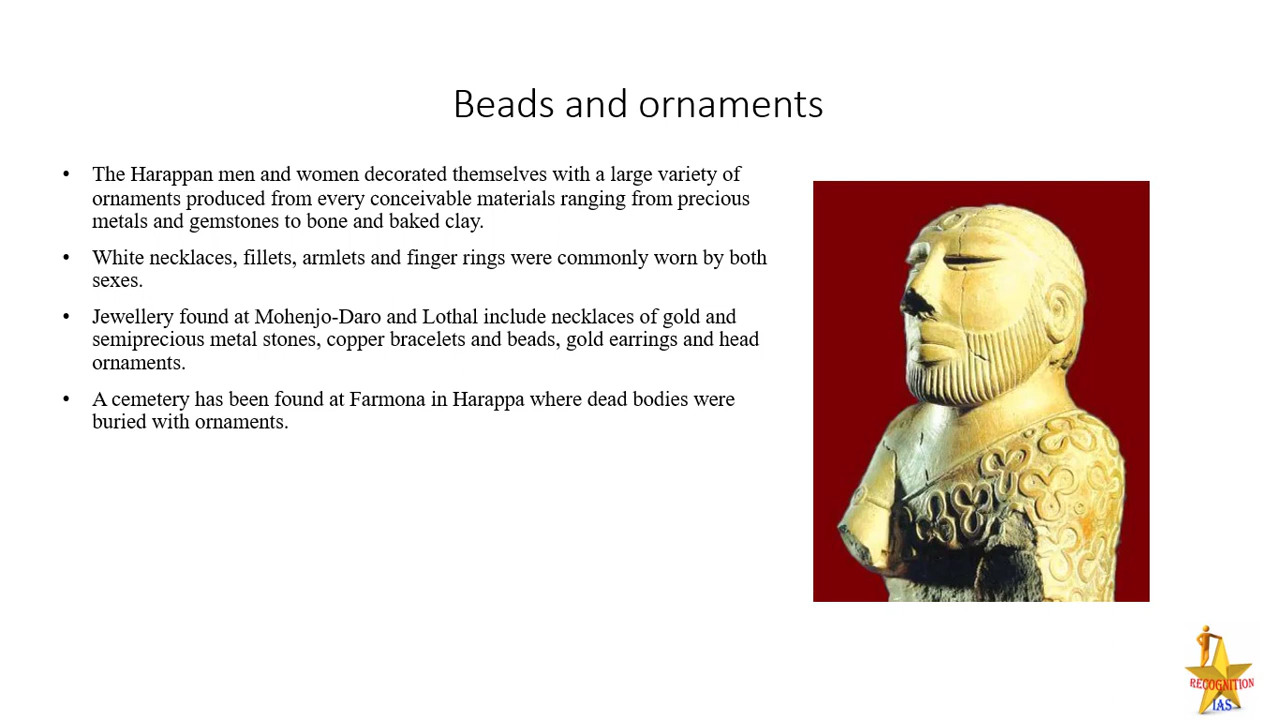 Beads and ornaments
• The Harappan men and women decorated themselves with a large variety of
ornaments produced from every conceivable materials ranging from precious
metals and gemstones to bone and baked clay.
• White necklaces, fillets, armlets and finger rings were commonly worn by both
sexes.
• Jewellery found at Mohenjo-Daro and Lothal include necklaces of gold and
semiprecious metal stones, copper bracelets and beads, gold earrings and head
ornaments.
• A cemetery has been found at Farmona in Harappa where dead bodies were
buried with ornaments.
RECOGNITION
IAS